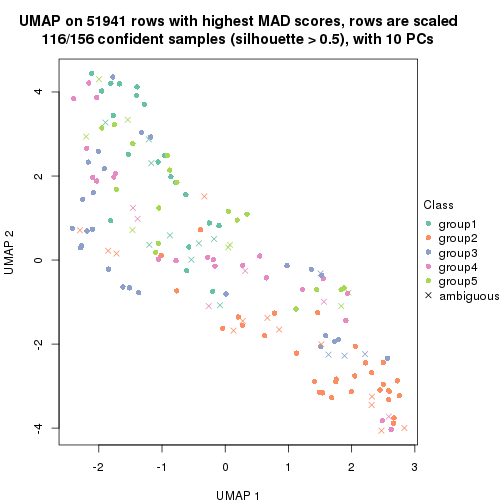 UMAP on 51941 rows with highest MAD scores, rows are scaled
116/156 confident samples (silhouette > 0.5), with 10 PCs
4
2
0
-2
-4
UMAP 2
-2
-1
0
1
2
3
UMAP 1
Class
group1
group2
group3
group4
group5
ambiguous